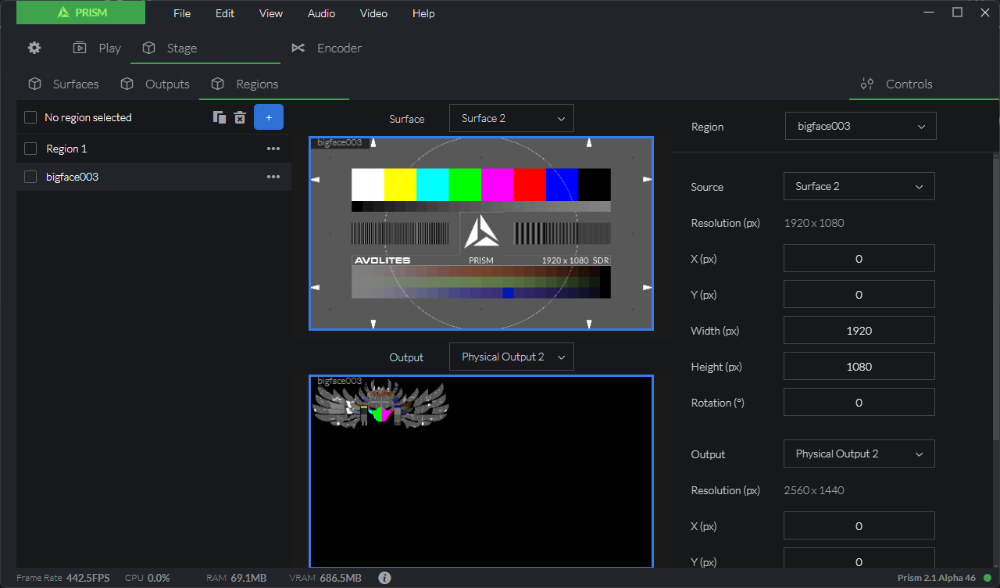 PRISM File Edit View Audio Video Help
Play Stage Encoder
Surfaces Outputs Regions Controls
No region selected +
Region 1
bigface003
Surface Surface 2
bigface003
AVOLITES PRISM 1920 x 1080 SDR
Output Physical Output 2
bigface003
Region bigface003
Source Surface 2
Resolution (px) 1920 x 1080
X (px) 0
Y (px) 0
Width (px) 1920
Height (px) 1080
Rotation (°) 0
Output Physical Output 2
Resolution (px) 2560 x 1440
X (px) 0
Y (px) 0
Frame Rate 442.5FPS CPU 0.0% RAM 69.1MB VRAM 686.5MB Prism 2.1 Alpha 46